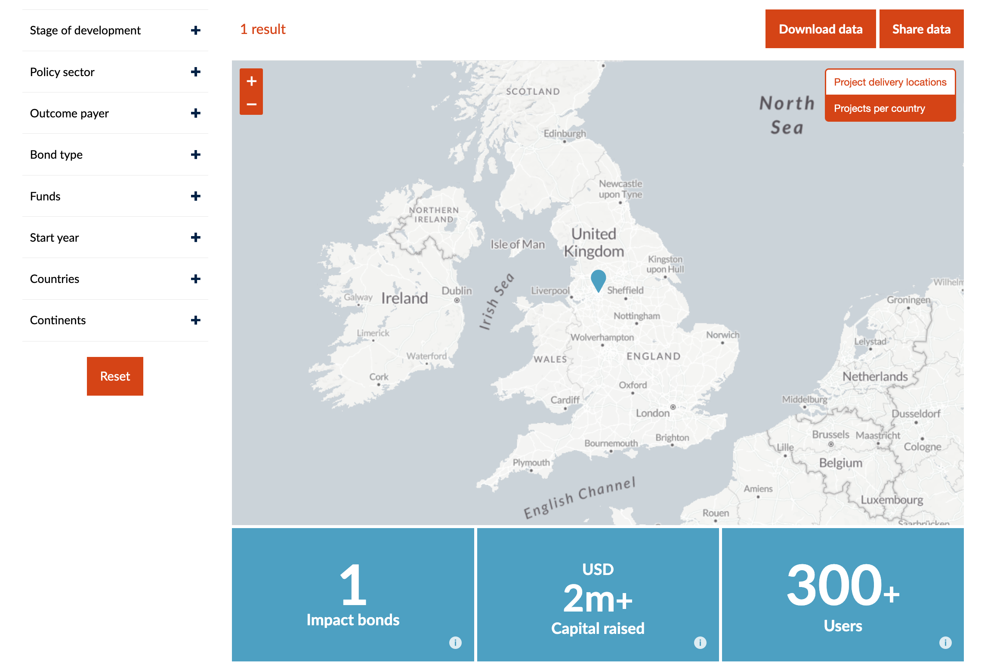 Stage of development
Policy sector
Outcome payer
Bond type
Funds
Start year
Countries
Continents
Reset
1 result
Download data
Share data
+
−
Project delivery locations
Projects per country
North
Sea
SCOTLAND
Edinburgh
Newcastle
upon Tyne
NORTHERN
IRELAND
United
Kingdom
Isle of Man
Kingston
upon Hull
Irish Sea
Liverpool
Sheffield
Dublin
Galway
Ireland
Nottingham
Limerick
Wolverhampton
Norwich
Waterford
WALES
ENGLAND
Cork
Oxford
Cardiff
London
Bournemouth
Brighton
Plymouth
English Channel
Wilhelm
Groningen
Lelystad
Netherlands
Middelburg
Dusseldorf
Brussels
Maastricht
Lille
Cologne
Belgium
Amiens
Luxembourg
Rouen
Saarbrücken
1
Impact bonds
i
USD
2m+
Capital raised
i
300+
Users
i